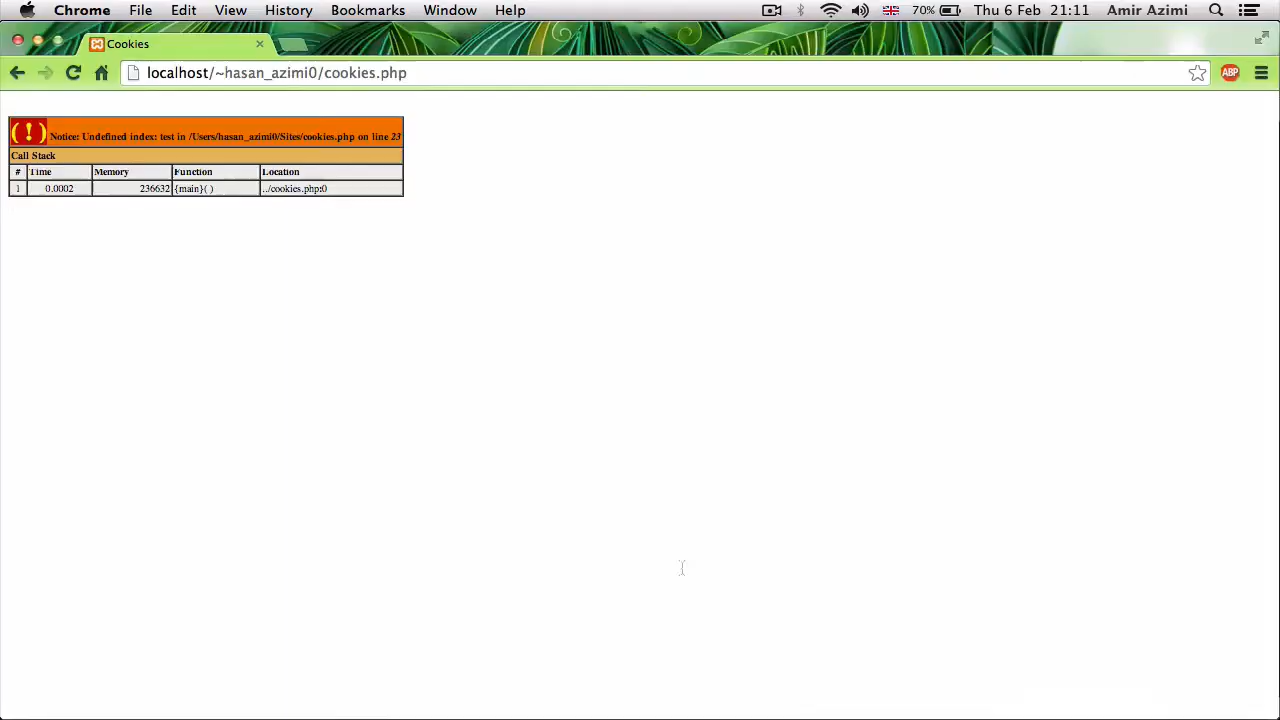 Chrome File Edit View History Bookmarks Window Help 70% Thu 6 Feb 21:11 Amir Azimi
Cookies
localhost/~hasan_azimi0/cookies.php ABP
( ! ) Notice: Undefined index: test in /Users/hasan_azimi0/Sites/cookies.php on line 23
Call Stack
# Time Memory Function Location
1 0.0002 236632 {main}( ) ../cookies.php:0